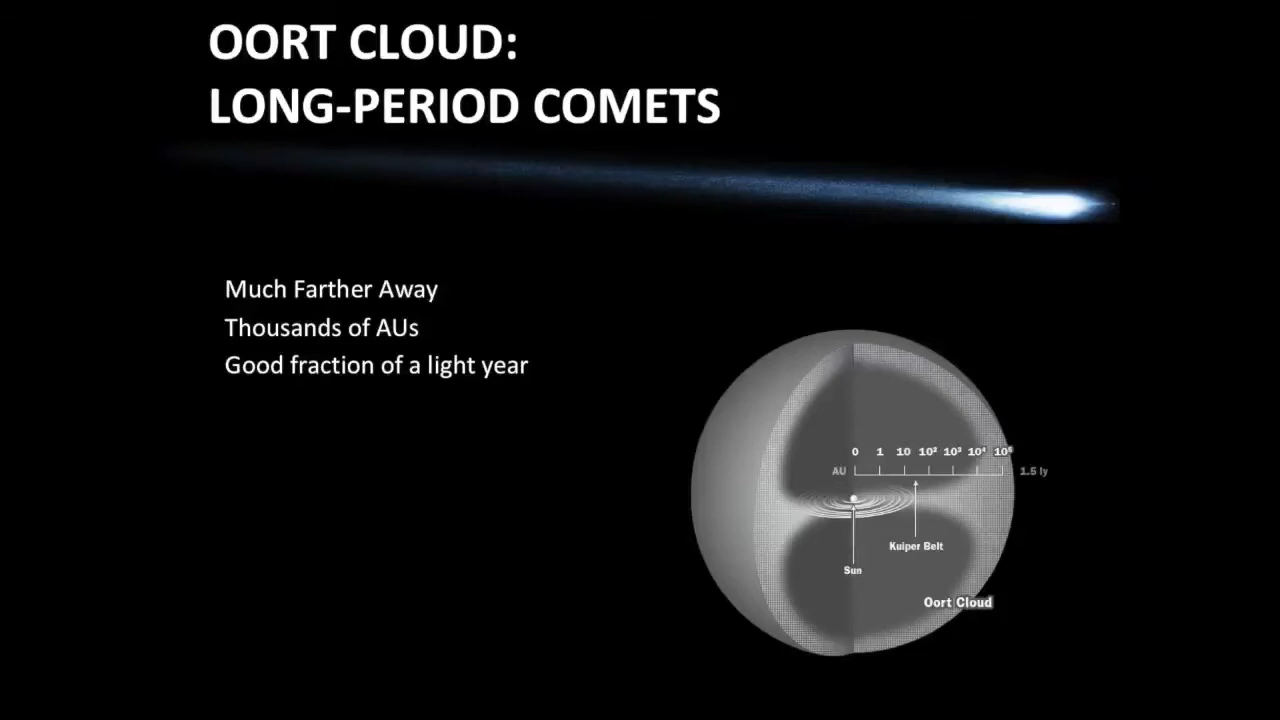 OORT CLOUD:
LONG-PERIOD COMETS
Much Farther Away
Thousands of AUs
Good fraction of a light year
0 1 10 10² 10³ 10⁴ 10⁵
AU 1.5 ly
Kuiper Belt
Sun
Oort Cloud